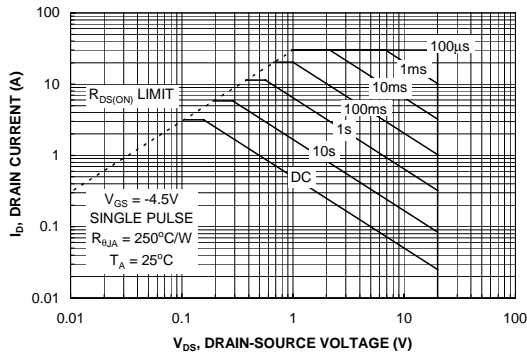 100
10
1
0.1
0.01
I_D, DRAIN CURRENT (A)
R_DS(ON) LIMIT
100µs
1ms
10ms
100ms
1s
10s
DC
V_GS = -4.5V
SINGLE PULSE
R_θJA = 250°C/W
T_A = 25°C
0.01 0.1 1 10 100
V_DS, DRAIN-SOURCE VOLTAGE (V)